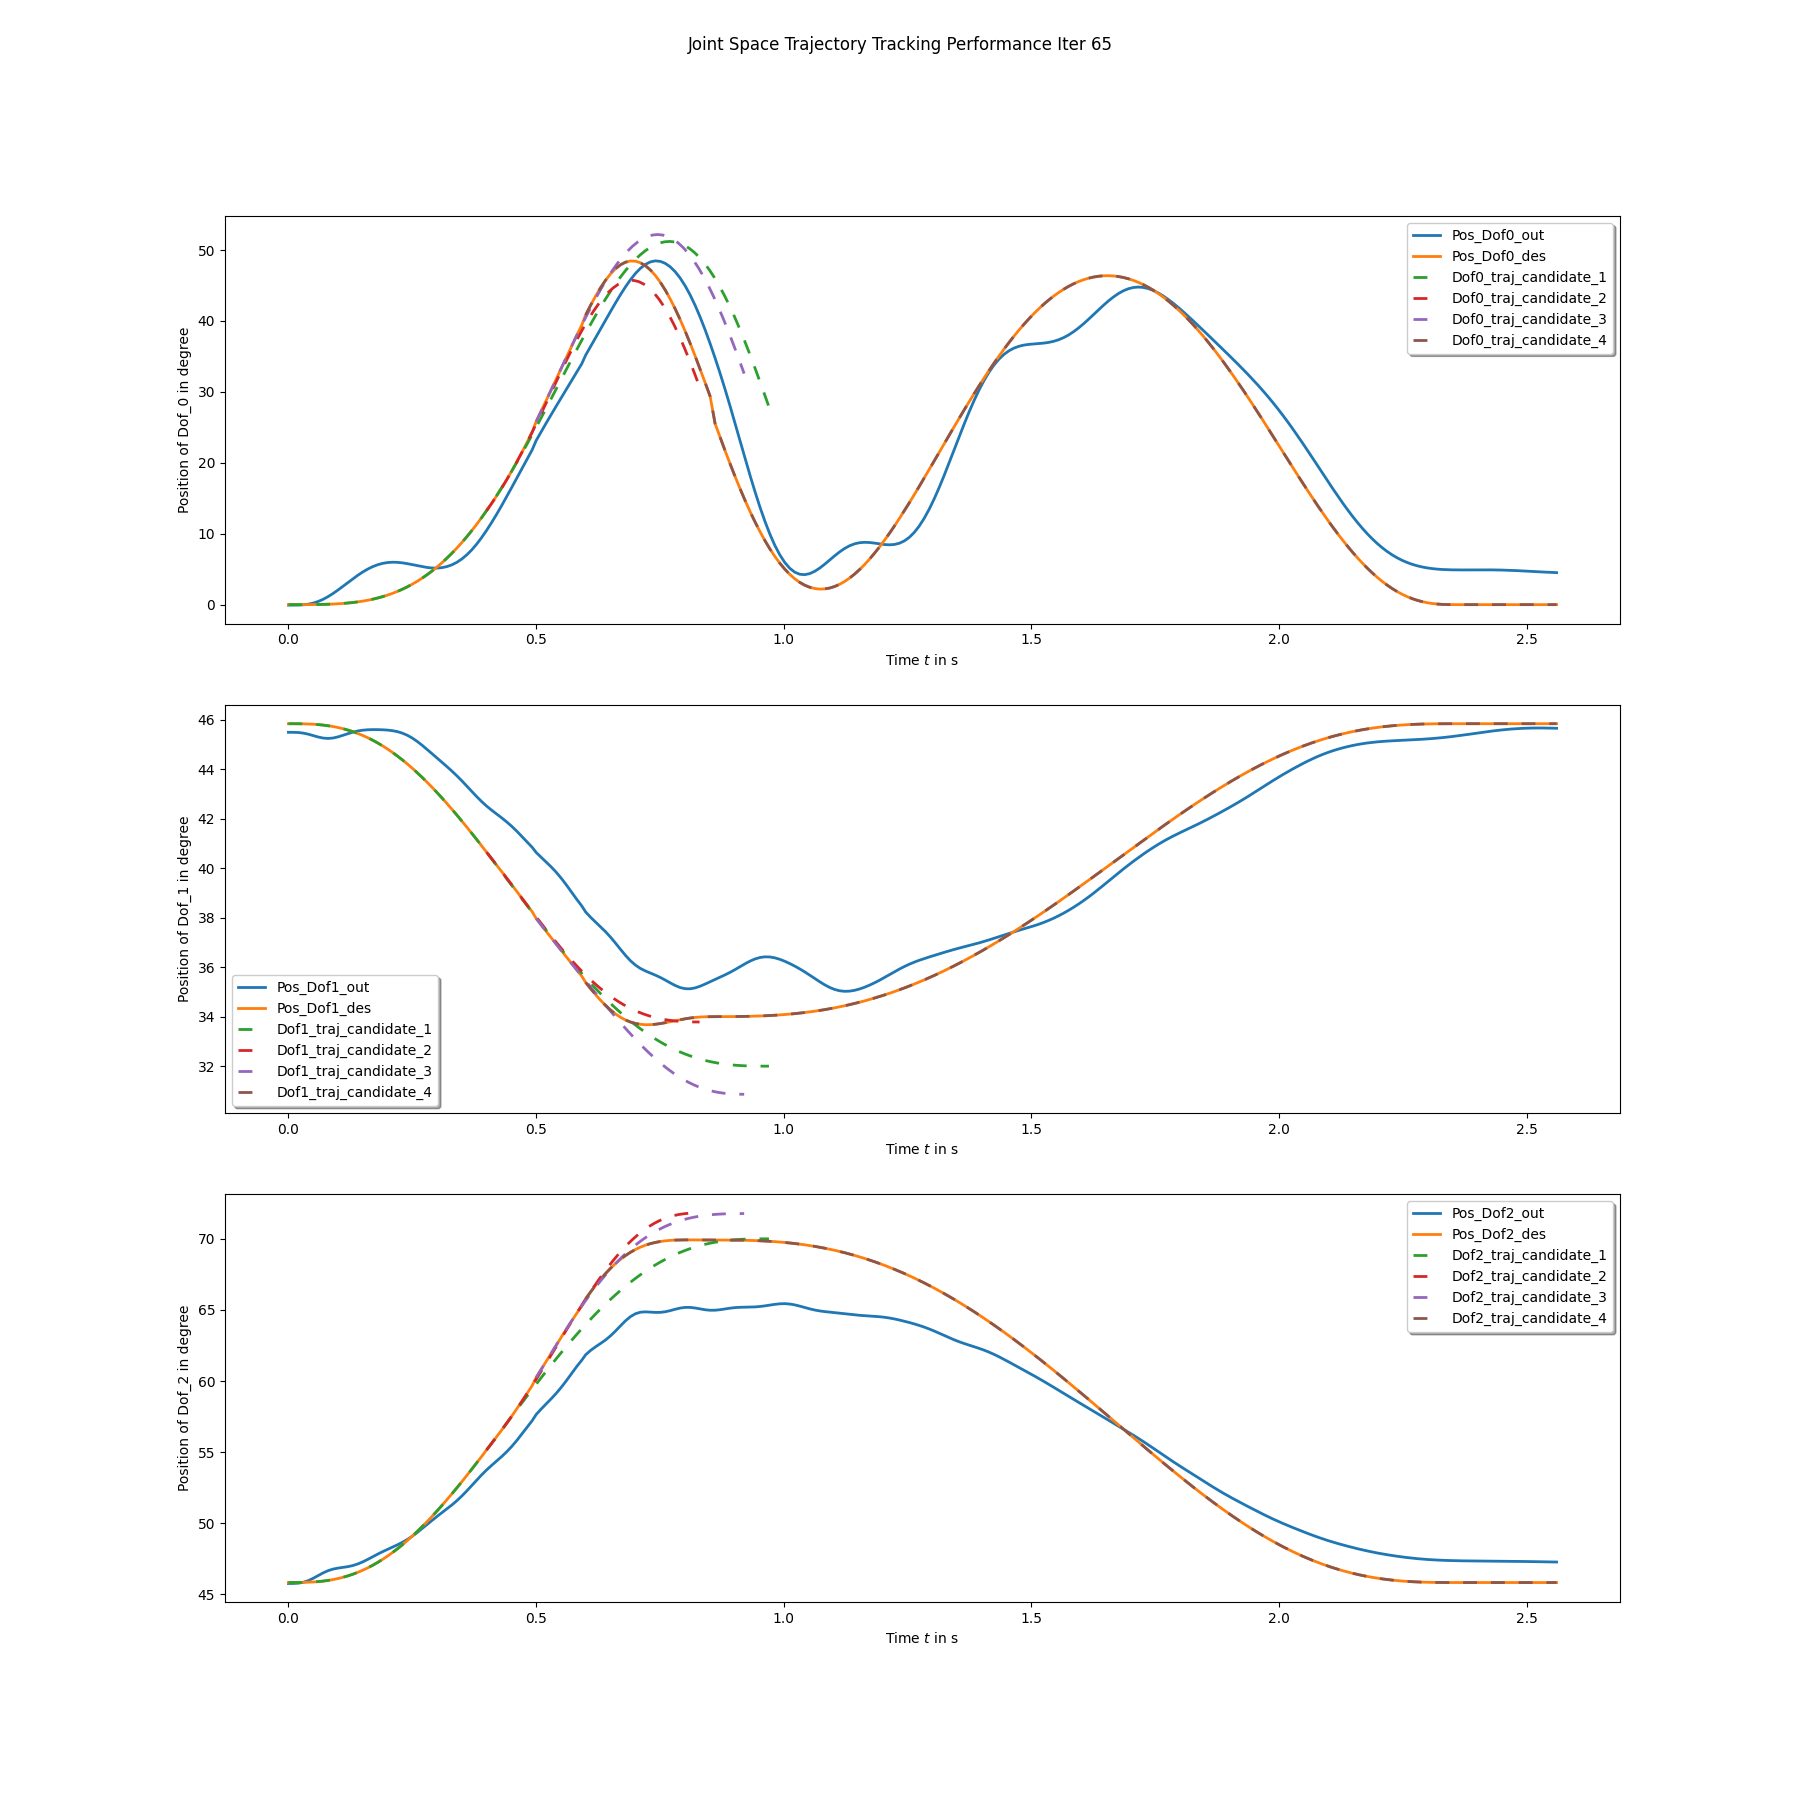 Joint Space Trajectory Tracking Performance Iter 65
Position of Dof_0 in degree
50
40
30
20
10
0
Pos_Dof0_out
Pos_Dof0_des
Dof0_traj_candidate_1
Dof0_traj_candidate_2
Dof0_traj_candidate_3
Dof0_traj_candidate_4
0.0 0.5 1.0 1.5 2.0 2.5
Time t in s
Position of Dof_1 in degree
46
44
42
40
38
36
34
32
Pos_Dof1_out
Pos_Dof1_des
Dof1_traj_candidate_1
Dof1_traj_candidate_2
Dof1_traj_candidate_3
Dof1_traj_candidate_4
0.0 0.5 1.0 1.5 2.0 2.5
Time t in s
Position of Dof_2 in degree
70
65
60
55
50
45
Pos_Dof2_out
Pos_Dof2_des
Dof2_traj_candidate_1
Dof2_traj_candidate_2
Dof2_traj_candidate_3
Dof2_traj_candidate_4
0.0 0.5 1.0 1.5 2.0 2.5
Time t in s